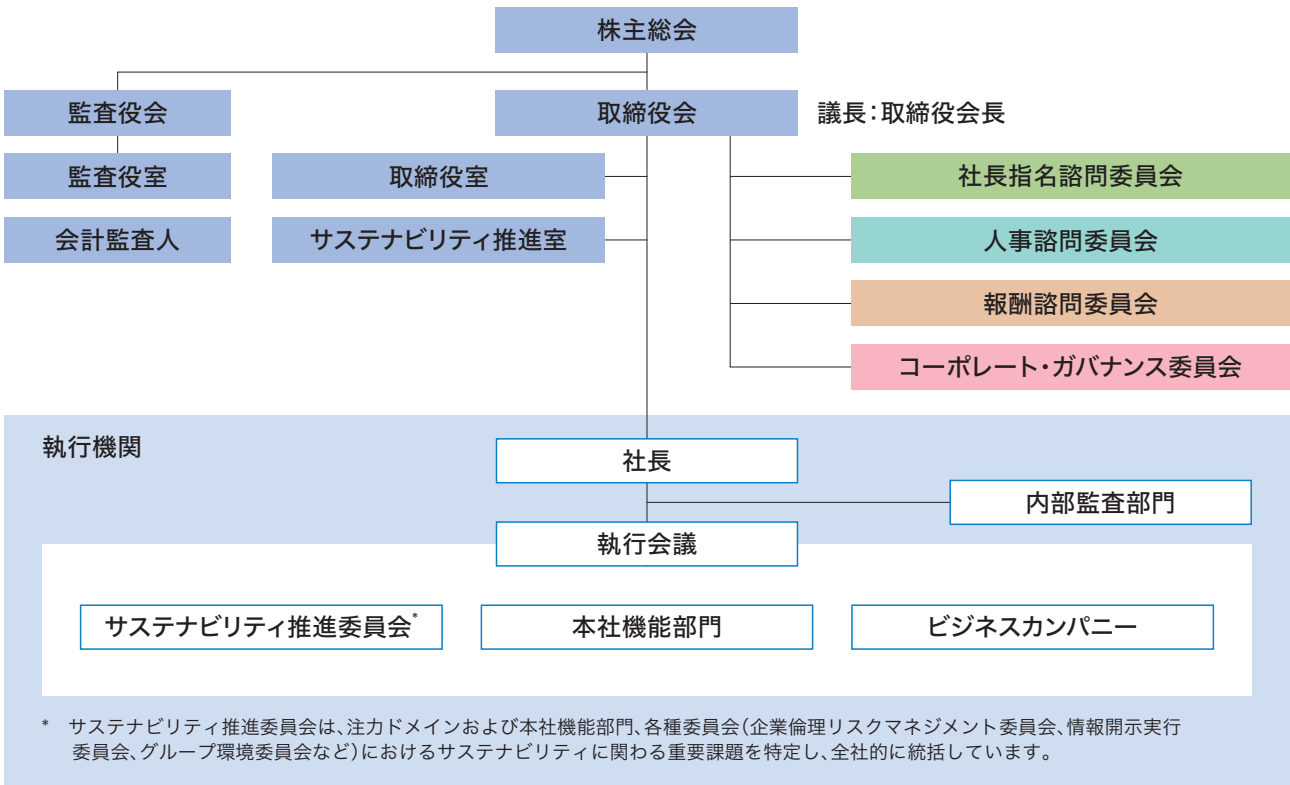 株主総会
監査役会
取締役会
議長:取締役会長
監査役室
取締役室
社長指名諮問委員会
会計監査人
サステナビリティ推進室
人事諮問委員会
報酬諮問委員会
コーポレート・ガバナンス委員会
執行機関
社長
内部監査部門
執行会議
サステナビリティ推進委員会*
本社機能部門
ビジネスカンパニー
* サステナビリティ推進委員会は、注力ドメインおよび本社機能部門、各種委員会(企業倫理リスクマネジメント委員会、情報開示実行
委員会、グループ環境委員会など)におけるサステナビリティに関わる重要課題を特定し、全社的に統括しています。